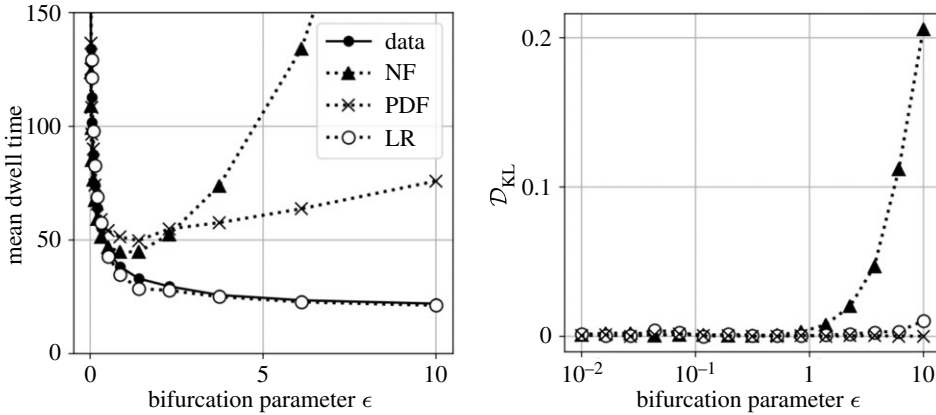 150
100
50
0
mean dwell time
data
NF
PDF
LR
0
5
10
bifurcation parameter ϵ
0.2
0.1
0
𝒟KL
10⁻²
10⁻¹
1
10
bifurcation parameter ϵ